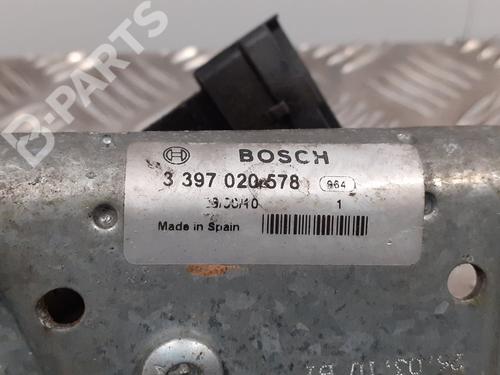 B-PARTS
BOSCH
3 397 020 578
964
1
Made in Spain